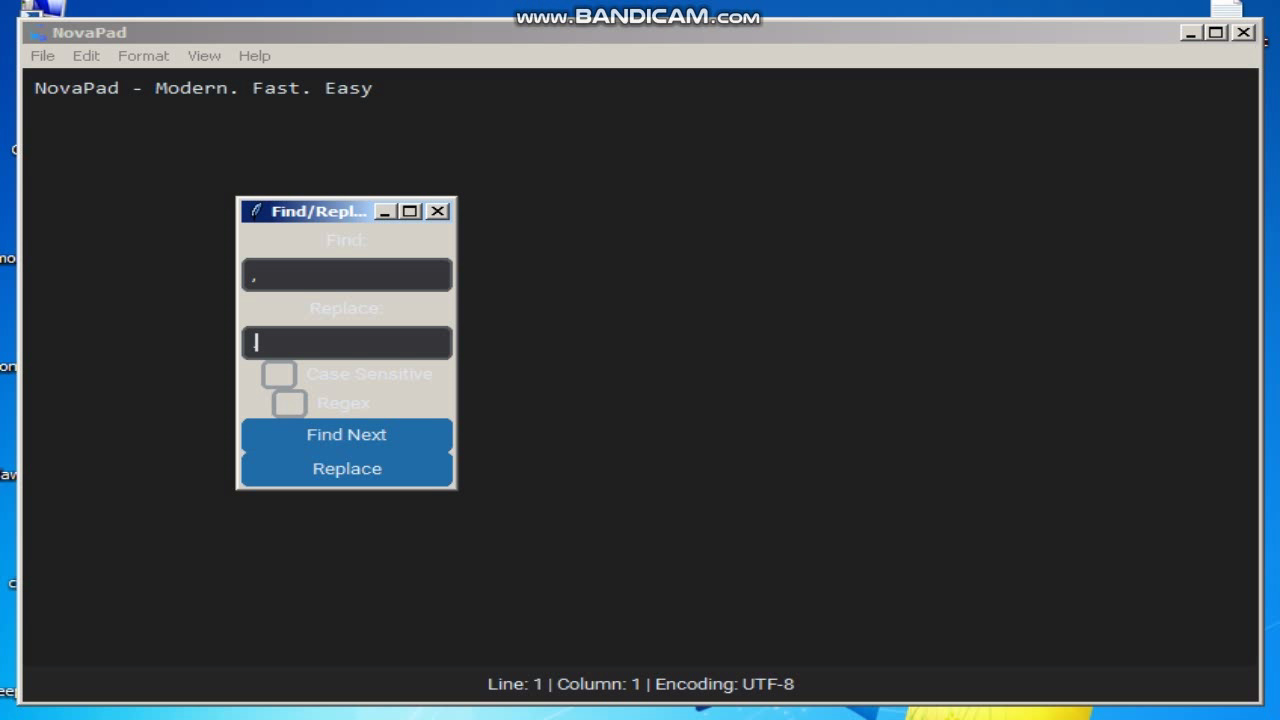 www.BANDICAM.com
NovaPad
File Edit Format View Help
NovaPad - Modern. Fast. Easy
Find/Repl...
Find:
,
Replace:
Case Sensitive
Regex
Find Next
Replace
Line: 1 | Column: 1 | Encoding: UTF-8